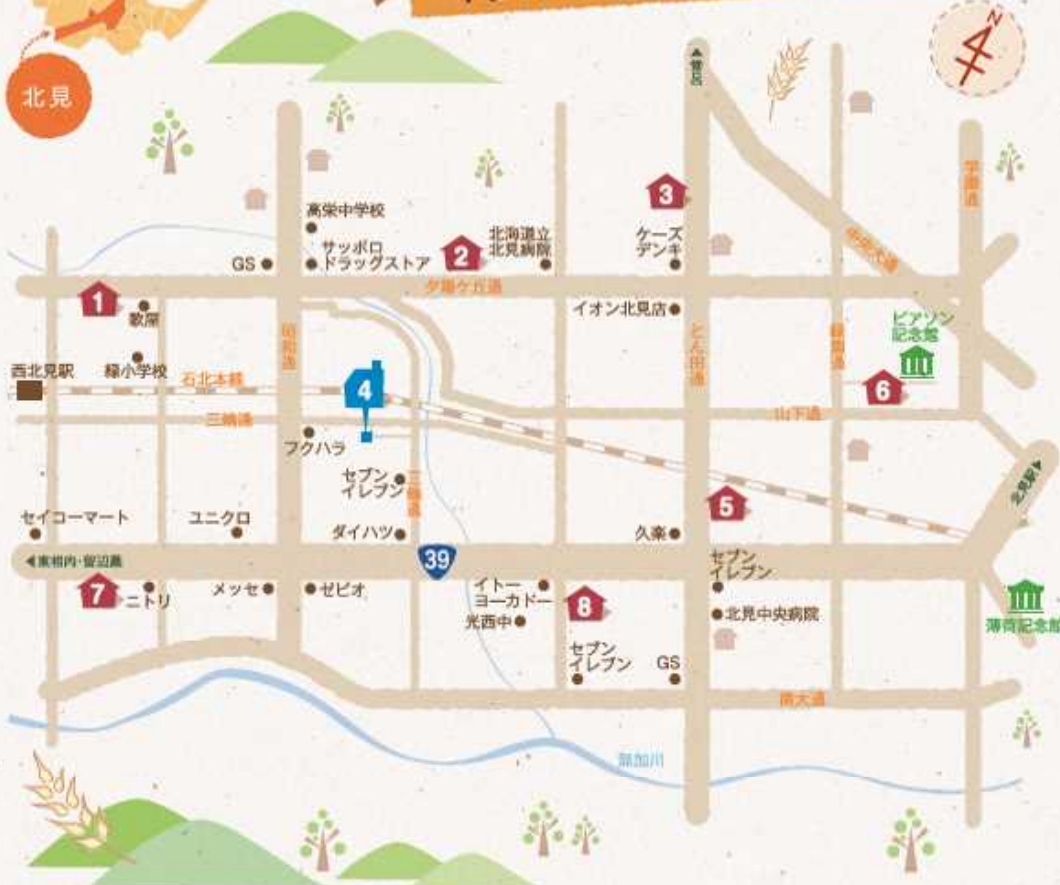 北見
N
▲常呂
学園通
3
高栄中学校
サッポロ
ドラッグストア
GS
2
北海道立
北見病院
ケーズ
デンキ
中央大通
夕陽ケ丘通
1
歌屋
イオン北見店
昭和通
とん田通
ピアソン
記念館
西北見駅
緑小学校
石北本線
4
6
三輪通
山下通
フクハラ
セブン
イレブン
三輪通
5
北見駅▲
セイコーマート
ユニクロ
ダイハツ
久楽
◀東相内・留辺蘂
39
セブン
イレブン
7
ニトリ
メッセ
ゼビオ
イトー
ヨーカドー
8
北見中央病院
光西中
薄荷記念館
セブン
イレブン
GS
南大通
無加川